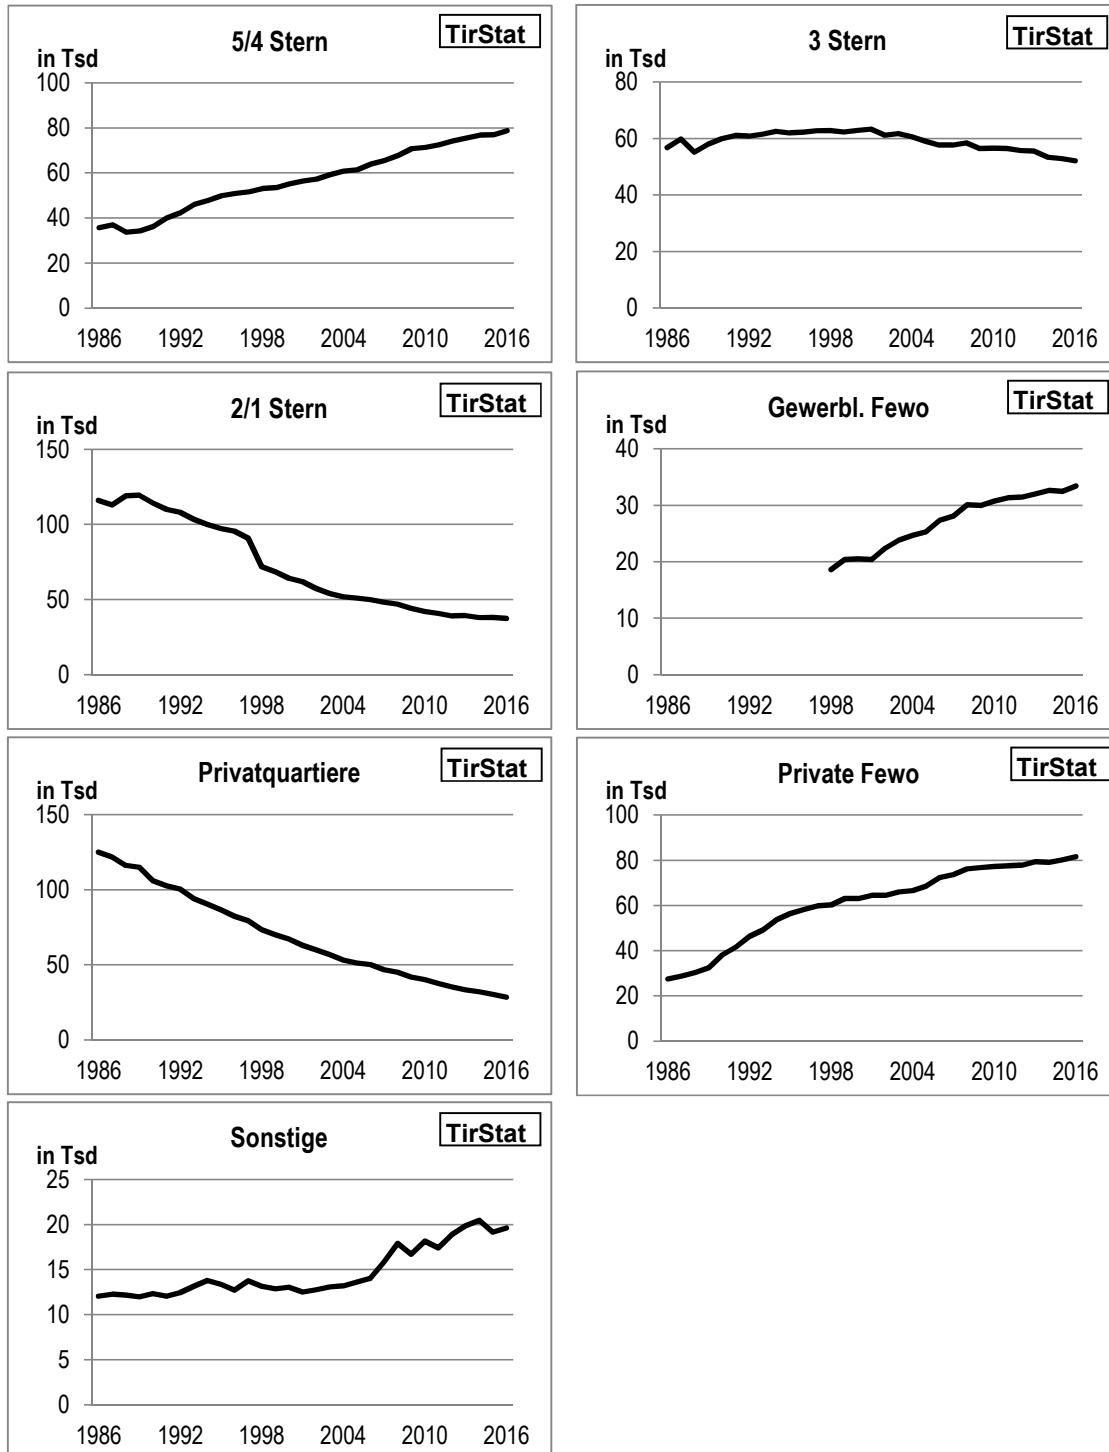 5/4 Stern
TirStat
in Tsd
100
80
60
40
20
0
1986 1992 1998 2004 2010 2016
3 Stern
TirStat
in Tsd
80
60
40
20
0
1986 1992 1998 2004 2010 2016
2/1 Stern
TirStat
in Tsd
150
100
50
0
1986 1992 1998 2004 2010 2016
Gewerbl. Fewo
TirStat
in Tsd
40
30
20
10
0
1986 1992 1998 2004 2010 2016
Privatquartiere
TirStat
in Tsd
150
100
50
0
1986 1992 1998 2004 2010 2016
Private Fewo
TirStat
in Tsd
100
80
60
40
20
0
1986 1992 1998 2004 2010 2016
Sonstige
TirStat
in Tsd
25
20
15
10
5
0
1986 1992 1998 2004 2010 2016